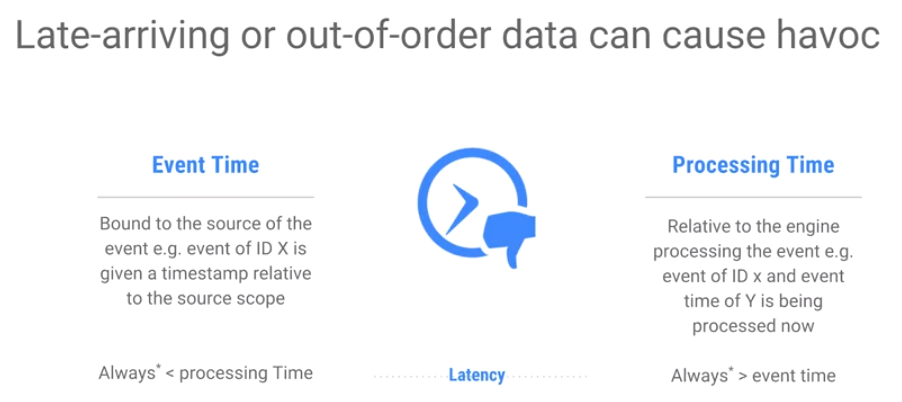 Late-arriving or out-of-order data can cause havoc
Event Time
Bound to the source of the
event e.g. event of ID X is
given a timestamp relative
to the source scope
Always* < processing Time
Latency
Processing Time
Relative to the engine
processing the event e.g.
event of ID x and event
time of Y is being
processed now
Always* > event time